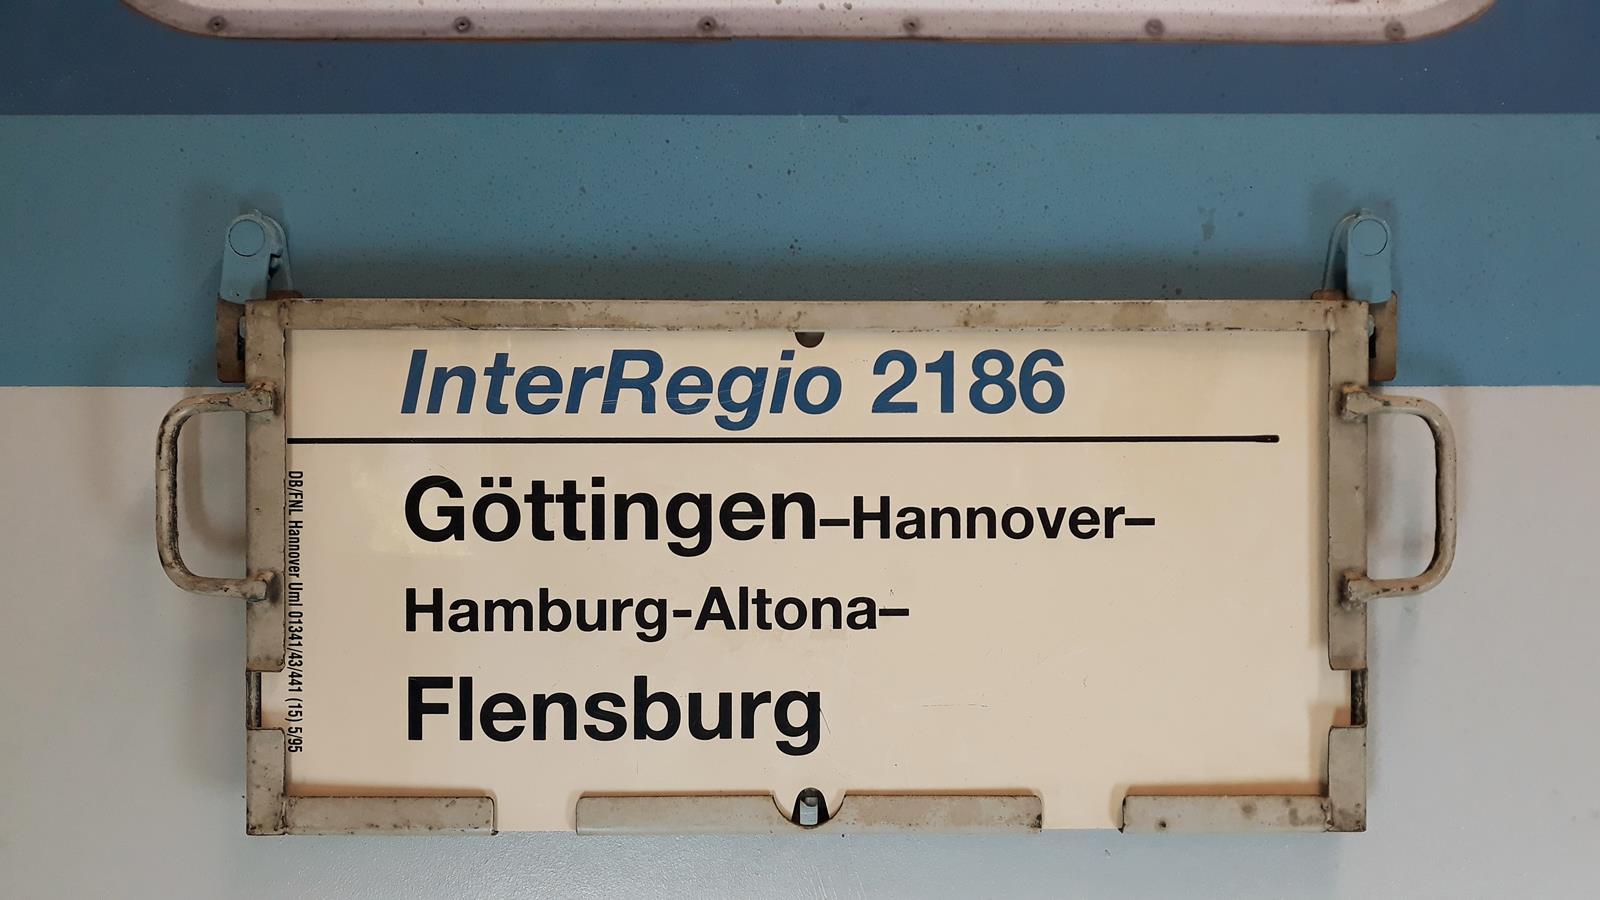 InterRegio 2186
Göttingen–Hannover–
Hamburg-Altona–
Flensburg
DB/FNL Hannover Uml 01341/43/441 (15) 5/95